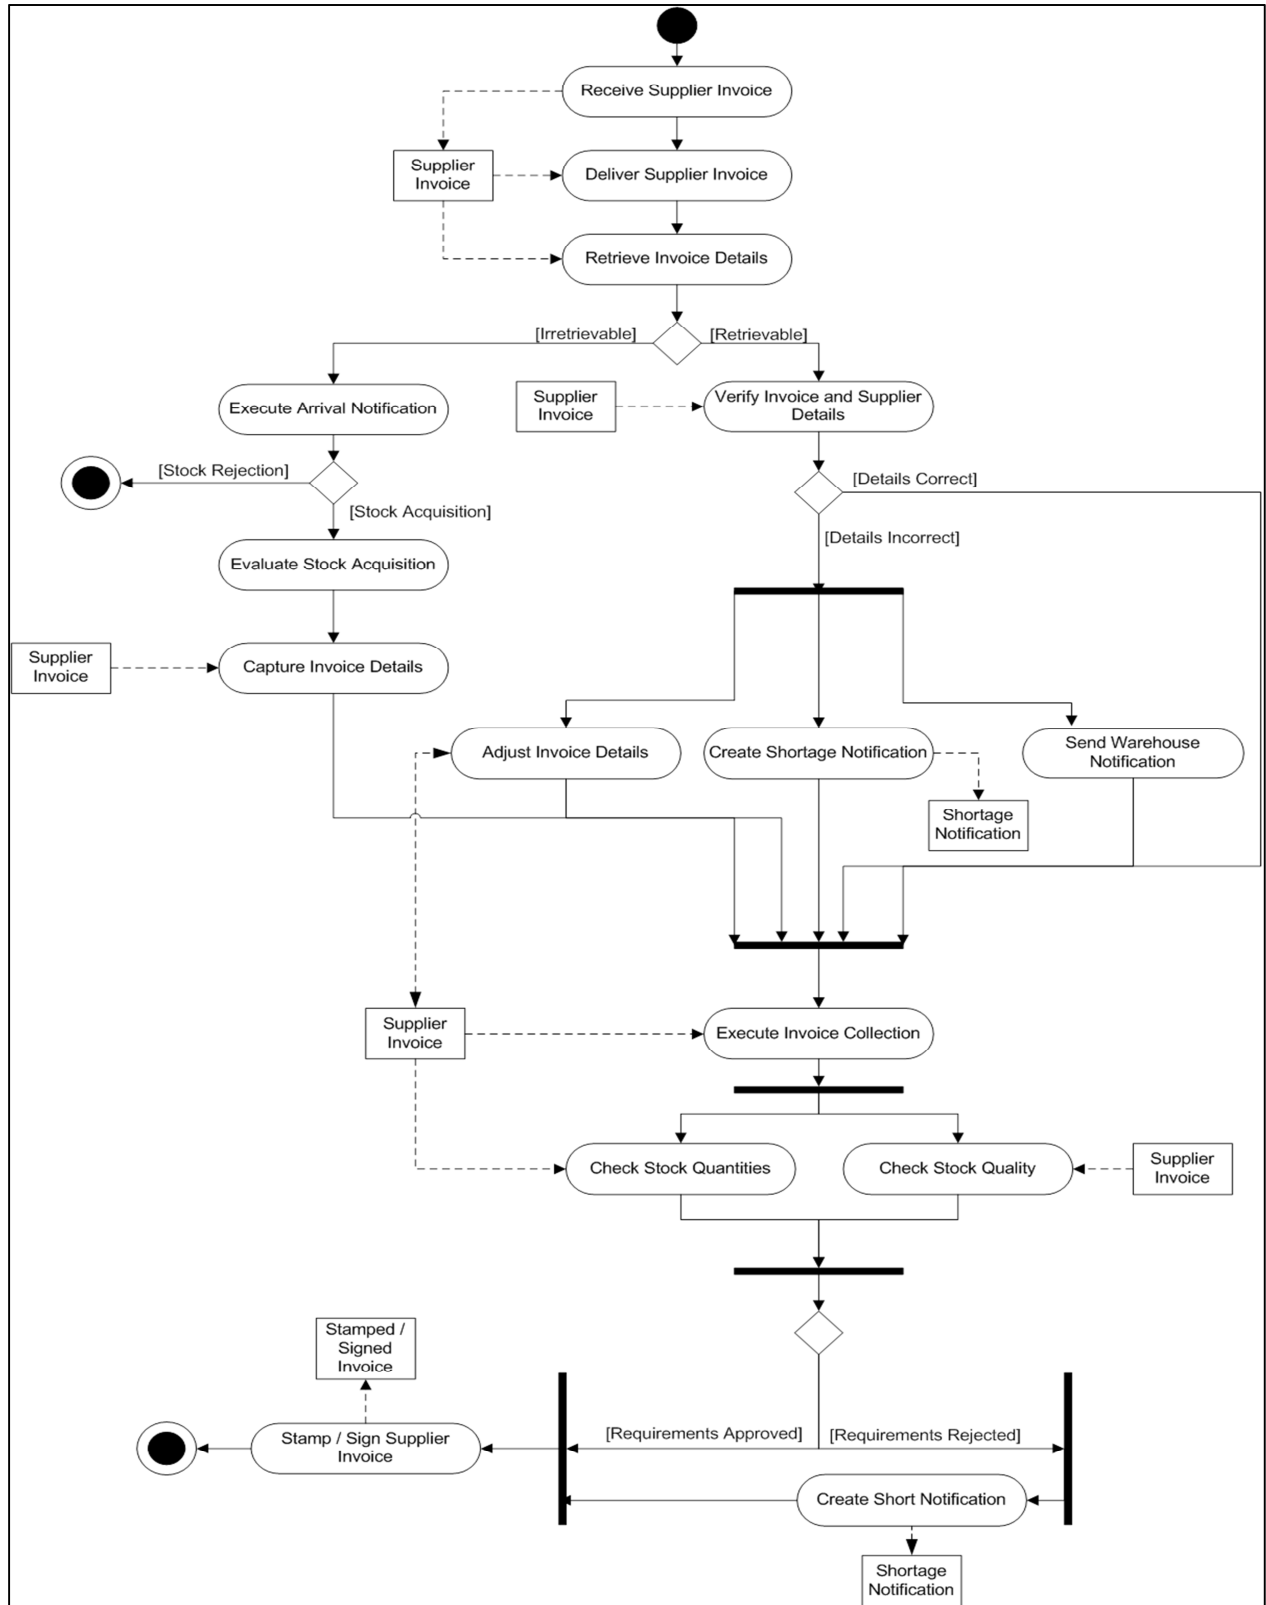 Receive Supplier Invoice
Supplier
Invoice
Deliver Supplier Invoice
Retrieve Invoice Details
[Irretrievable]
[Retrievable]
Execute Arrival Notification
Supplier
Invoice
Verify Invoice and Supplier
Details
[Stock Rejection]
[Details Correct]
[Stock Acquisition]
[Details Incorrect]
Evaluate Stock Acquisition
Supplier
Invoice
Capture Invoice Details
Adjust Invoice Details
Create Shortage Notification
Send Warehouse
Notification
Shortage
Notification
Supplier
Invoice
Execute Invoice Collection
Check Stock Quantities
Check Stock Quality
Supplier
Invoice
Stamped /
Signed
Invoice
Stamp / Sign Supplier
Invoice
[Requirements Approved]
[Requirements Rejected]
Create Short Notification
Shortage
Notification